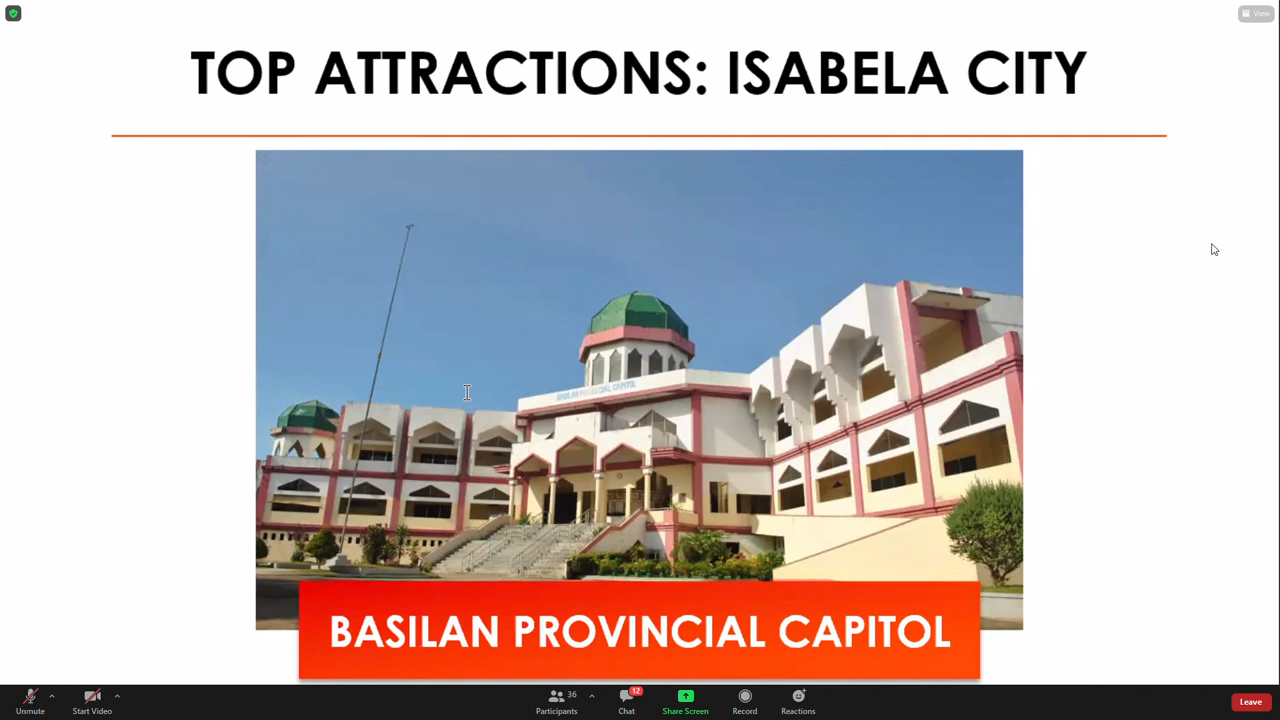 View
TOP ATTRACTIONS: ISABELA CITY
BASILAN PROVINCIAL CAPITOL
BASILAN PROVINCIAL CAPITOL
36
12
Unmute
Start Video
Participants
Chat
Share Screen
Record
Reactions
Leave